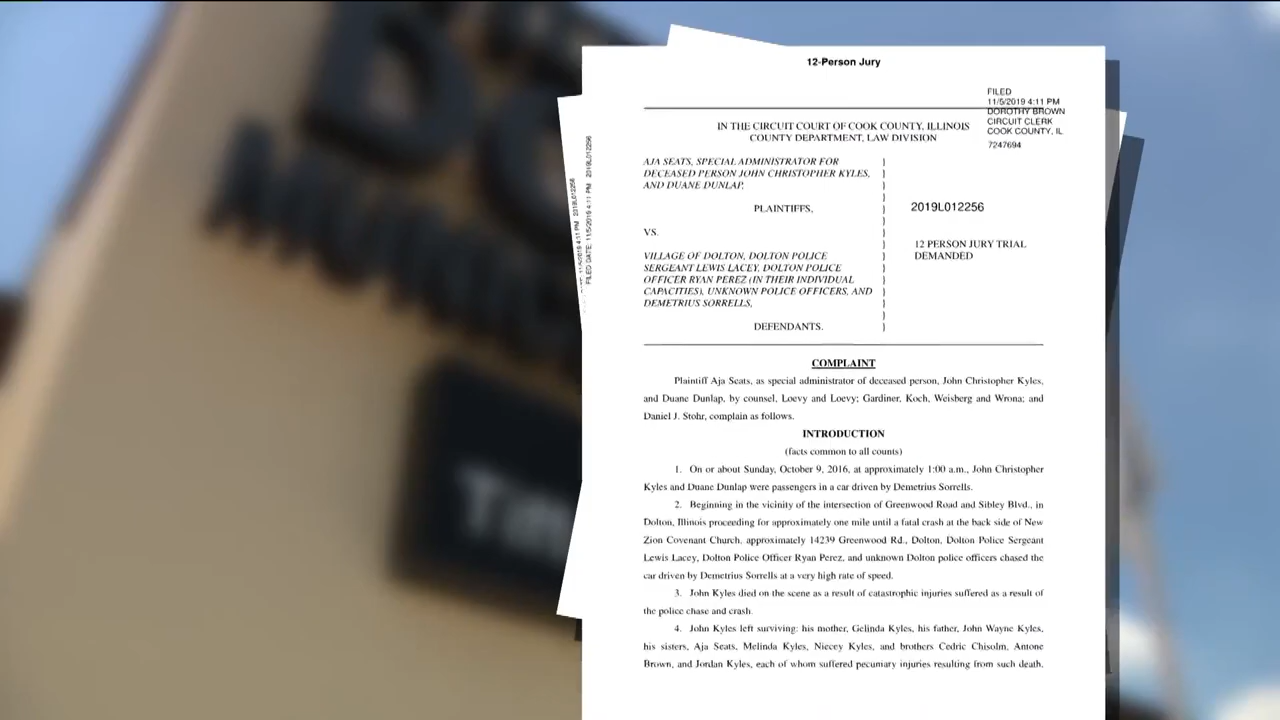 12-Person Jury
FILED
11/5/2019 4:11 PM
DOROTHY BROWN
CIRCUIT CLERK
COOK COUNTY, IL
7247694
IN THE CIRCUIT COURT OF COOK COUNTY, ILLINOIS
COUNTY DEPARTMENT, LAW DIVISION
AJA SEATS, SPECIAL ADMINISTRATOR FOR
DECEASED PERSON JOHN CHRISTOPHER KYLES,
AND DUANE DUNLAP,
PLAINTIFFS,
VS.
VILLAGE OF DOLTON, DOLTON POLICE
SERGEANT LEWIS LACEY, DOLTON POLICE
OFFICER RYAN PEREZ (IN THEIR INDIVIDUAL
CAPACITIES), UNKNOWN POLICE OFFICERS, AND
DEMETRIUS SORRELLS,
DEFENDANTS.
2019L012256
12 PERSON JURY TRIAL
DEMANDED
COMPLAINT
Plaintiff Aja Seats, as special administrator of deceased person, John Christopher Kyles,
and Duane Dunlap, by counsel, Loevy and Loevy; Gardiner, Koch, Weisberg and Wrona; and
Daniel J. Stohr, complain as follows.
INTRODUCTION
(facts common to all counts)
1. On or about Sunday, October 9, 2016, at approximately 1:00 a.m., John Christopher
Kyles and Duane Dunlap were passengers in a car driven by Demetrius Sorrells.
2. Beginning in the vicinity of the intersection of Greenwood Road and Sibley Blvd., in
Dolton, Illinois proceeding for approximately one mile until a fatal crash at the back side of New
Zion Covenant Church, approximately 14239 Greenwood Rd., Dolton, Dolton Police Sergeant
Lewis Lacey, Dolton Police Officer Ryan Perez, and unknown Dolton police officers chased the
car driven by Demetrius Sorrells at a very high rate of speed.
3. John Kyles died on the scene as a result of catastrophic injuries suffered as a result of
the police chase and crash.
4. John Kyles left surviving: his mother, Gelinda Kyles, his father, John Wayne Kyles,
his sisters, Aja Seats, Melinda Kyles, Niecey Kyles, and brothers Cedric Chisolm, Antone
Brown, and Jordan Kyles, each of whom suffered pecuniary injuries resulting from such death.
FILED DATE: 11/5/2019 4:11 PM 2019L012256
4:11 PM 2019L012256